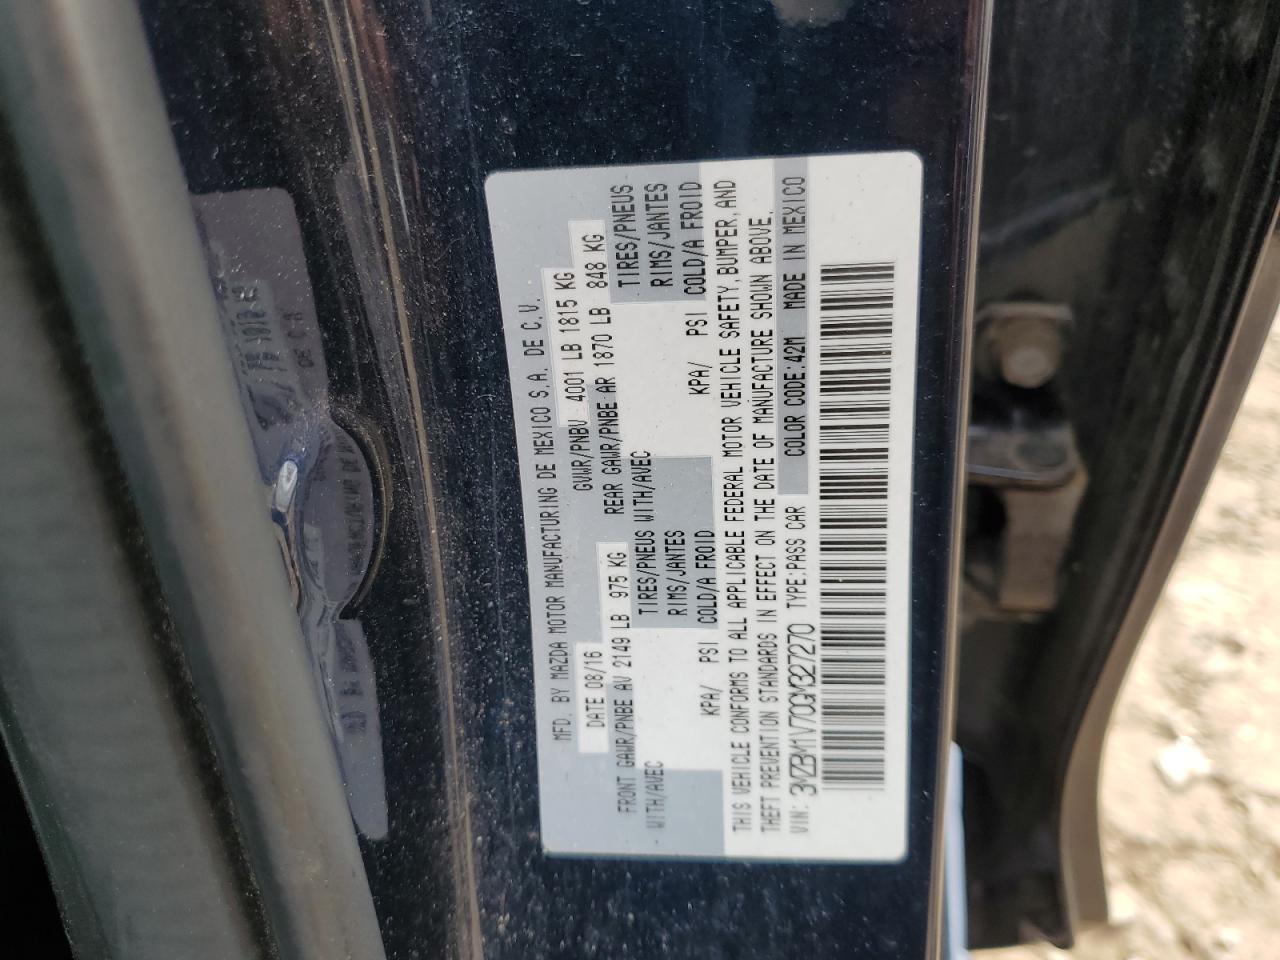 MFD. BY MAZDA MOTOR MANUFACTURING DE MEXICO S.A. DE C.V.
DATE 08/16 GVWR/PNBV 4001 LB 1815 KG
FRONT GAWR/PNBE AV 2149 LB 975 KG REAR GAWR/PNBE AR 1870 LB 848 KG
WITH/AVEC TIRES/PNEUS WITH/AVEC TIRES/PNEUS
RIMS/JANTES RIMS/JANTES
KPA/ PSI COLD/A FROID KPA/ PSI COLD/A FROID
THIS VEHICLE CONFORMS TO ALL APPLICABLE FEDERAL MOTOR VEHICLE SAFETY, BUMPER, AND
THEFT PREVENTION STANDARDS IN EFFECT ON THE DATE OF MANUFACTURE SHOWN ABOVE.
VIN: 3MZBM1V70GM327270 TYPE:PASS CAR COLOR CODE:42M MADE IN MEXICO